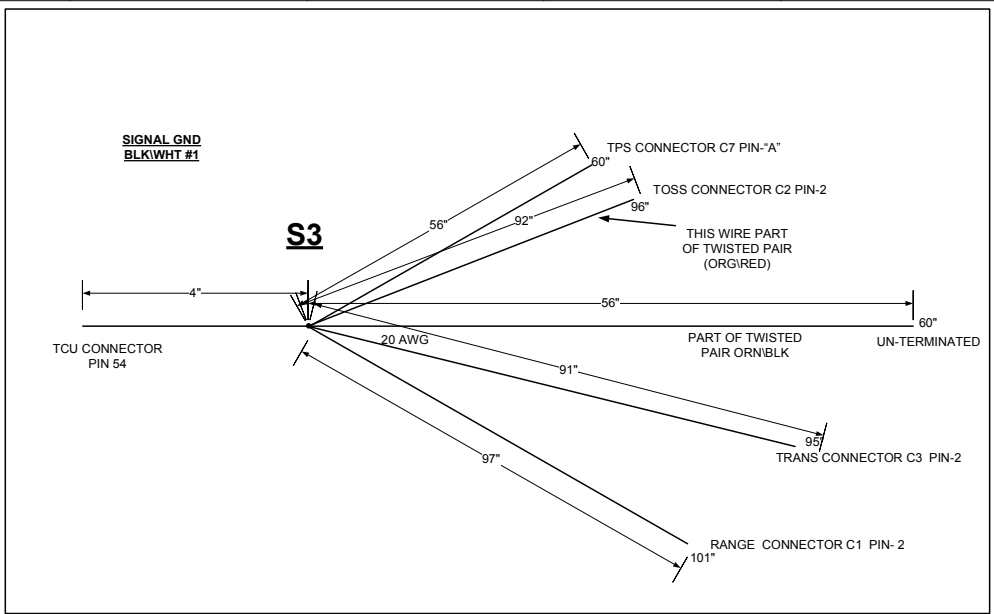 SIGNAL GND
BLK\WHT #1
TPS CONNECTOR C7 PIN-"A"
60"
TOSS CONNECTOR C2 PIN-2
96"
56"
92"
S3
THIS WIRE PART
OF TWISTED PAIR
(ORG\RED)
4"
56"
60"
TCU CONNECTOR
PIN 54
20 AWG
PART OF TWISTED
PAIR ORN\BLK
UN-TERMINATED
91"
95"
TRANS CONNECTOR C3 PIN-2
97"
RANGE CONNECTOR C1 PIN- 2
101"